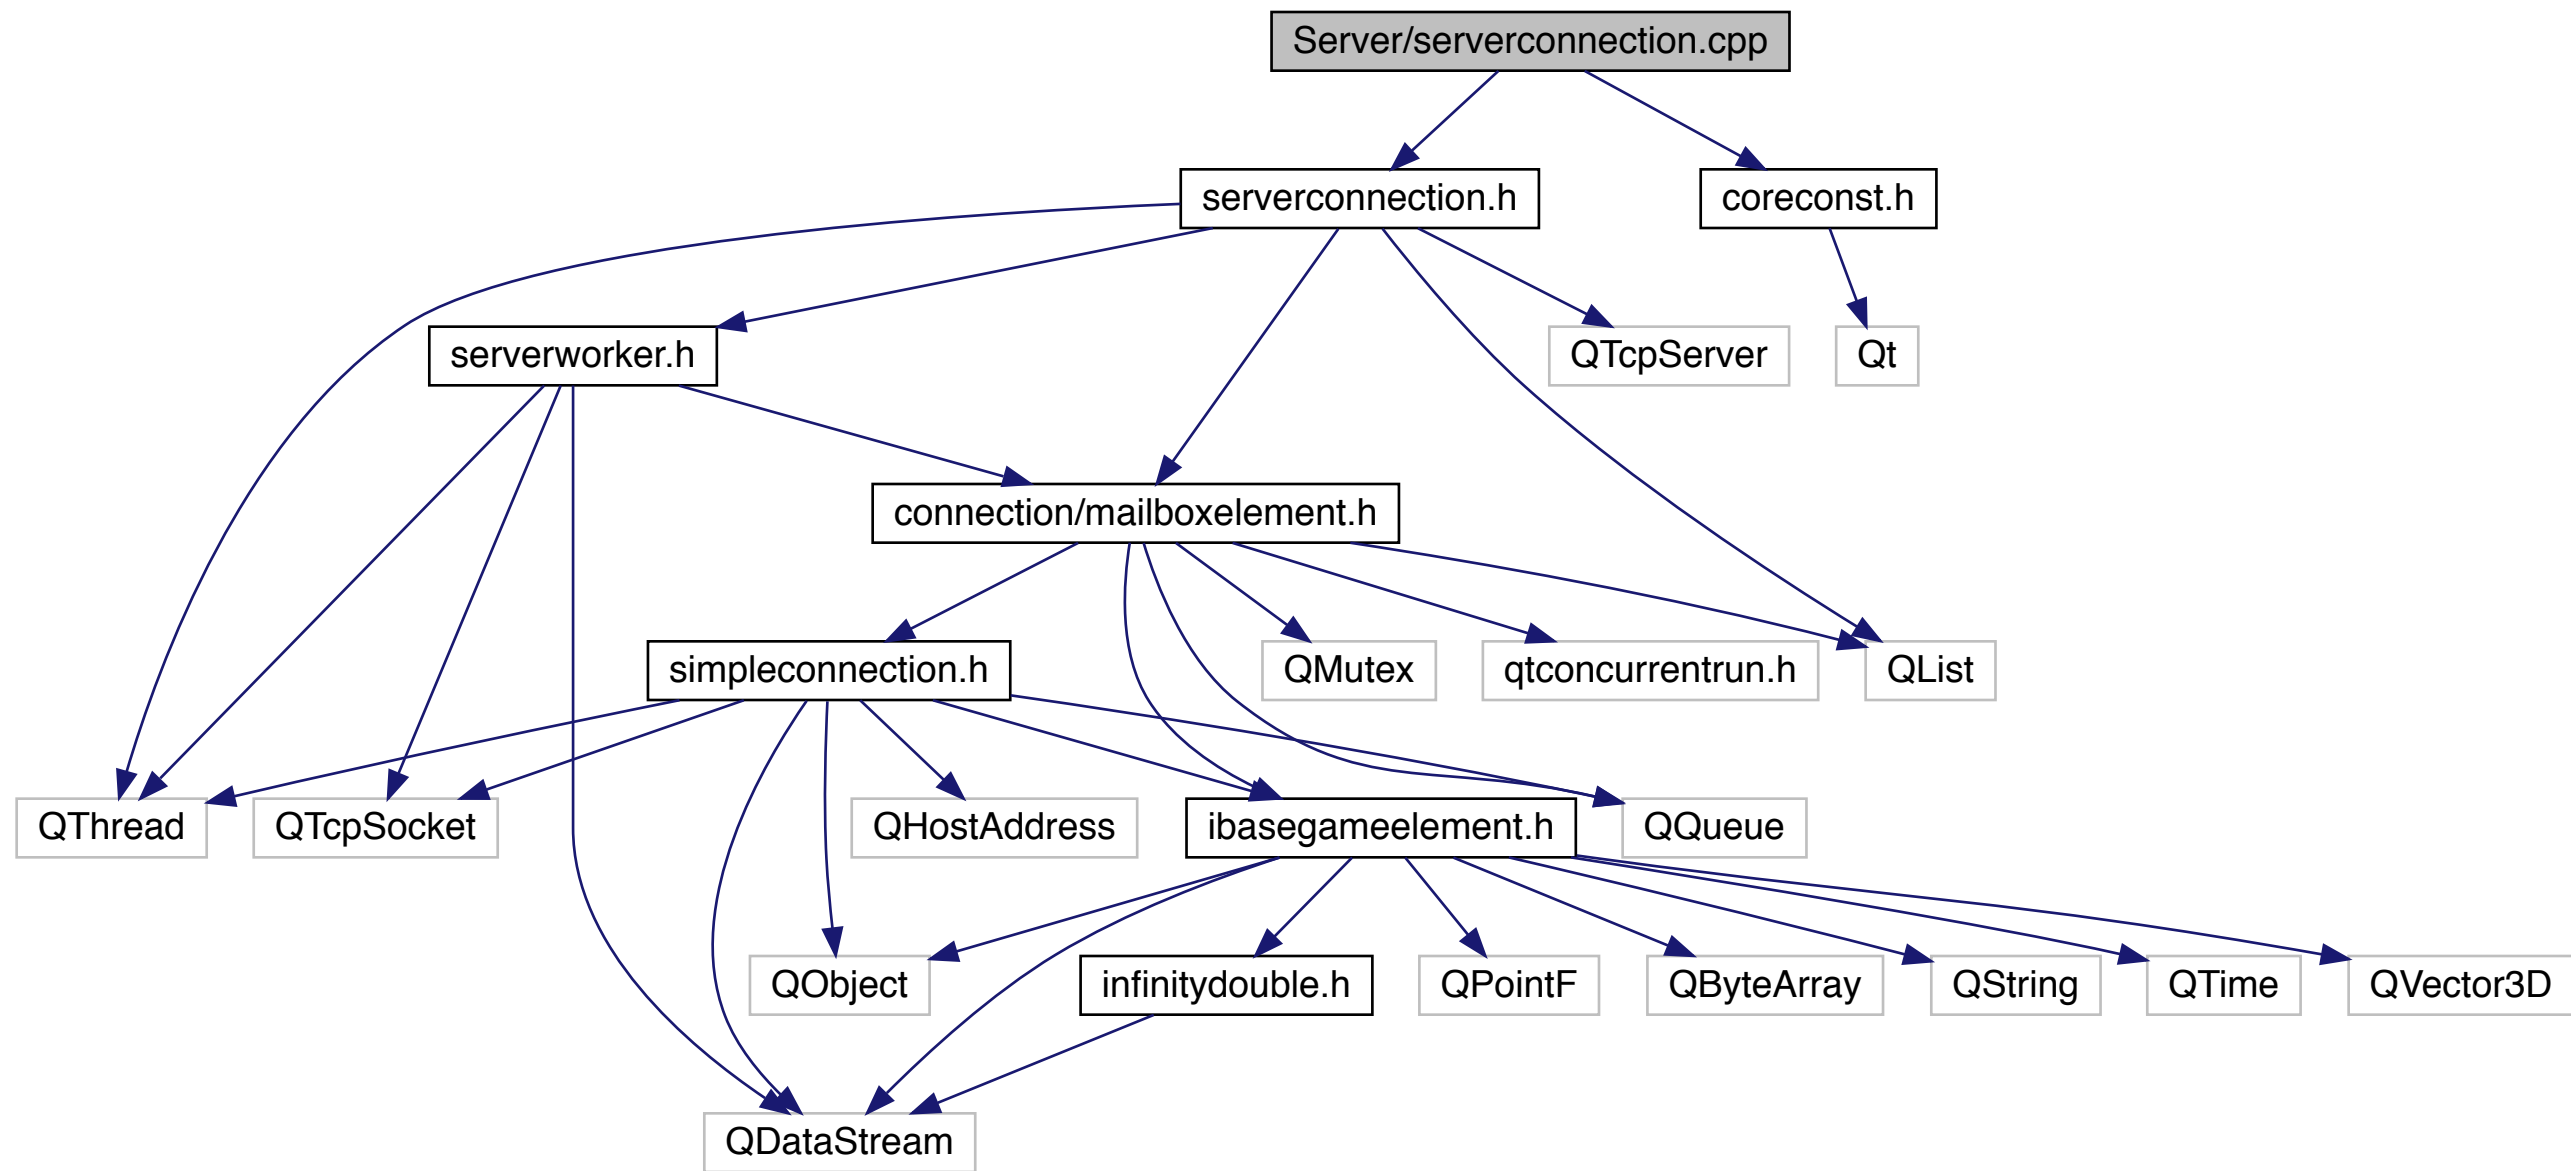 Server/serverconnection.cpp
serverconnection.h
coreconst.h
serverworker.h
QTcpServer
Qt
connection/mailboxelement.h
simpleconnection.h
QMutex
qtconcurrentrun.h
QList
QThread
QTcpSocket
QHostAddress
ibasegameelement.h
QQueue
QObject
infinitydouble.h
QPointF
QByteArray
QString
QTime
QVector3D
QDataStream